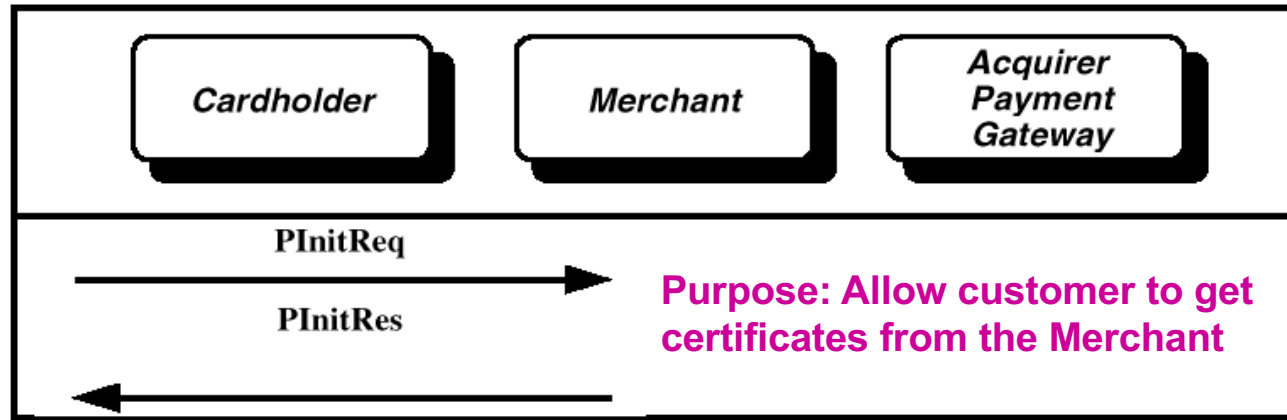 Cardholder
Merchant
Acquirer
Payment
Gateway
PInitReq
PInitRes
Purpose: Allow customer to get
certificates from the Merchant